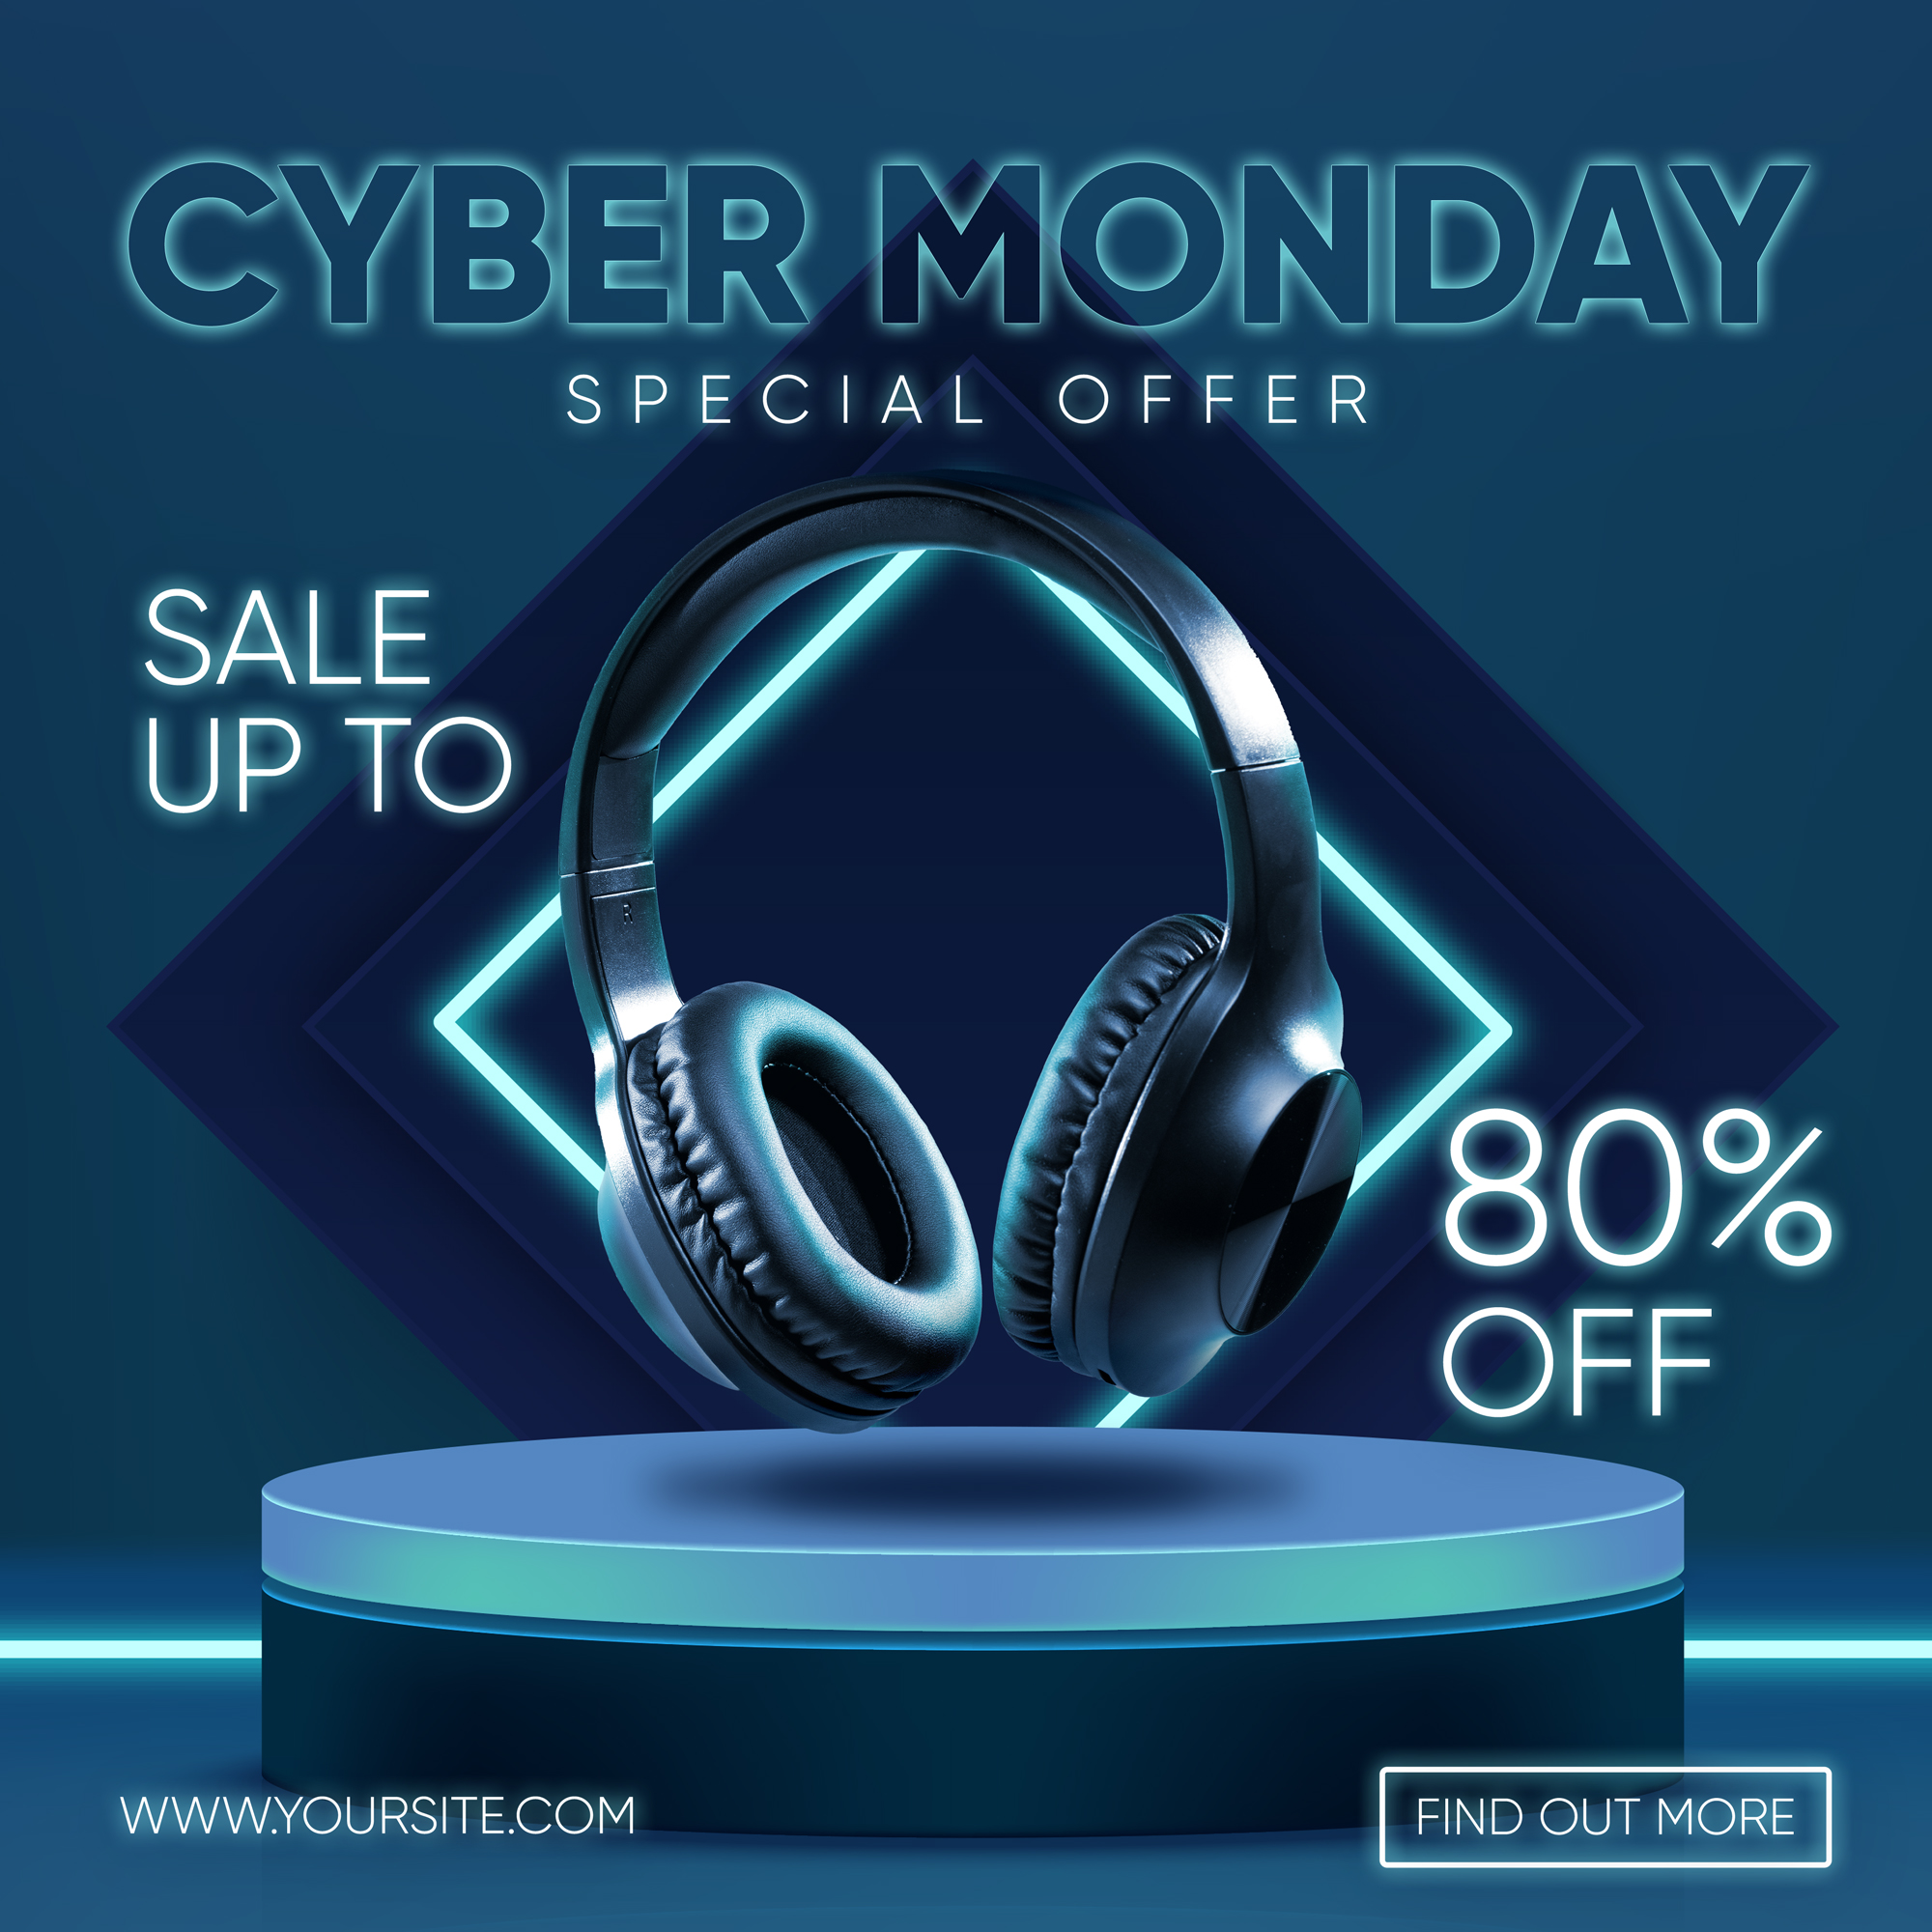 CYBER MONDAY
SPECIAL OFFER
SALE
UP TO
R
80%
OFF
WWW.YOURSITE.COM
FIND OUT MORE